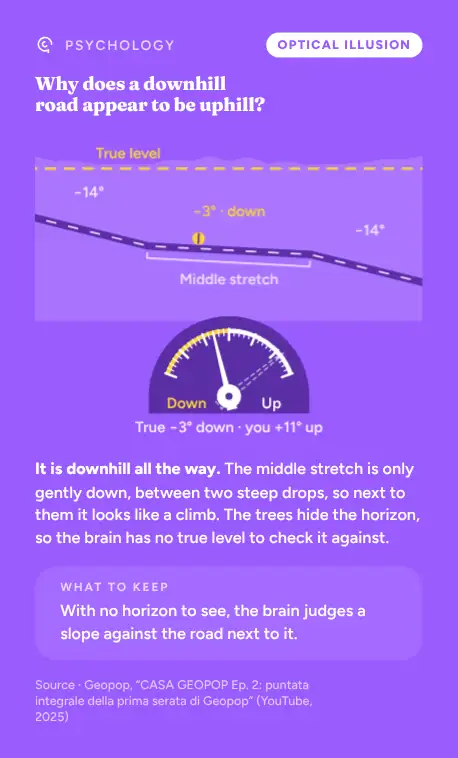 PSYCHOLOGY
OPTICAL ILLUSION
Why does a downhill
road appear to be uphill?
True level
−14°
−3° · down
−14°
Middle stretch
Down
Up
True −3° down · you +11° up
It is downhill all the way. The middle stretch is only
gently down, between two steep drops, so next to
them it looks like a climb. The trees hide the horizon,
so the brain has no true level to check it against.
WHAT TO KEEP
With no horizon to see, the brain judges a
slope against the road next to it.
Source · Geopop, “CASA GEOPOP Ep. 2: puntata
integrale della prima serata di Geopop” (YouTube,
2025)